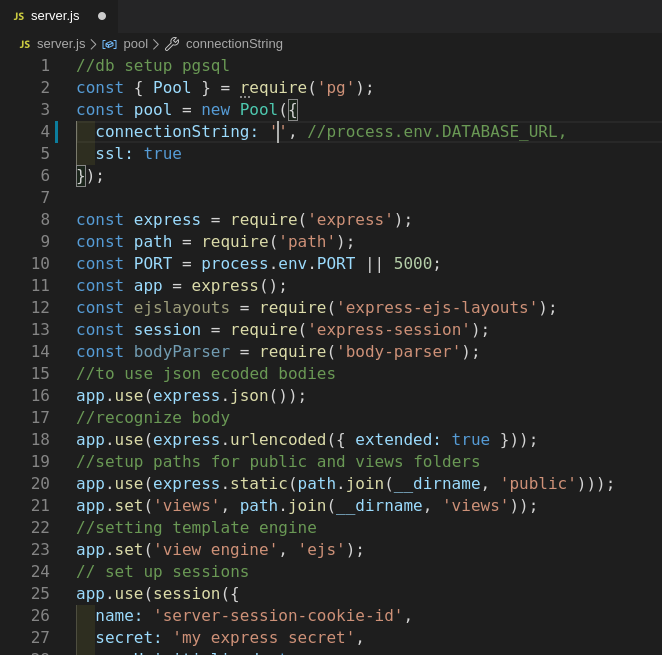 JS server.js
JS server.js > pool > connectionString
1 //db setup pgsql
2 const { Pool } = require('pg');
3 const pool = new Pool({
4 connectionString: '', //process.env.DATABASE_URL,
5 ssl: true
6 });
7
8 const express = require('express');
9 const path = require('path');
10 const PORT = process.env.PORT || 5000;
11 const app = express();
12 const ejslayouts = require('express-ejs-layouts');
13 const session = require('express-session');
14 const bodyParser = require('body-parser');
15 //to use json ecoded bodies
16 app.use(express.json());
17 //recognize body
18 app.use(express.urlencoded({ extended: true }));
19 //setup paths for public and views folders
20 app.use(express.static(path.join(__dirname, 'public')));
21 app.set('views', path.join(__dirname, 'views'));
22 //setting template engine
23 app.set('view engine', 'ejs');
24 // set up sessions
25 app.use(session({
26 name: 'server-session-cookie-id',
27 secret: 'my express secret',